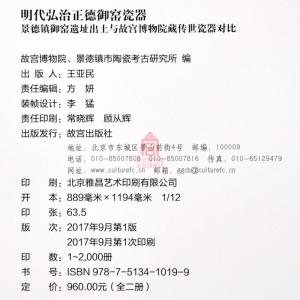 明代弘治正德御窑瓷器
景德镇御窑遗址出土与故宫博物院藏传世瓷器对比
故宫博物院、景德镇市陶瓷考古研究所 编
出 版 人：王亚民
责任编辑：方 妍
装帧设计：李 猛
责任印刷：常晓辉 顾从辉
出版发行：故宫出版社
地址：北京市东城区景山前街4号 邮编：100009
电话：010-85007808 010-85007816 传真：010-65129479
网址：www.culturefc.cn 邮箱：ggcb@culturefc.cn
印 刷：北京雅昌艺术印刷有限公司
开 本：889毫米×1194毫米 1/12
印 张：63.5
版 次：2017年9月第1版
2017年9月第1次印刷
印 数：1~2,000册
书 号：ISBN 978-7-5134-1019-9
定 价：960.00元（全二册）